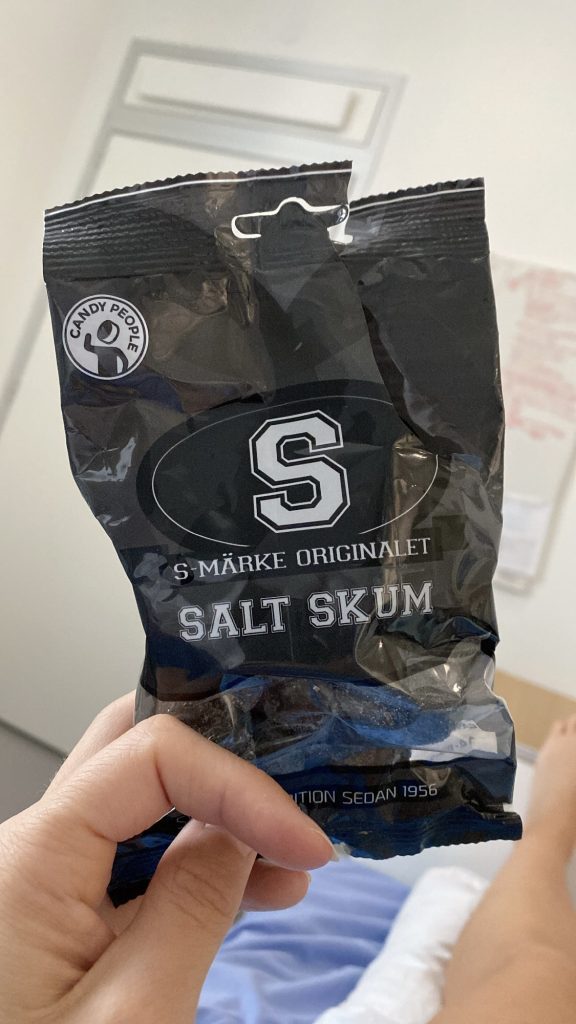 CANDY PEOPLE
S
S-MÄRKE ORIGINALET
SALT SKUM
SEDAN 1956